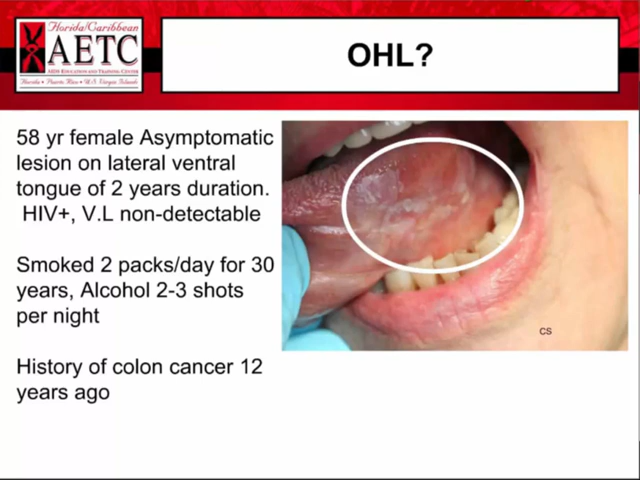 Florida/Caribbean
AETC
AIDS EDUCATION AND TRAINING CENTER
Florida • Puerto Rico • U.S. Virgin Islands
OHL?
58 yr female Asymptomatic
lesion on lateral ventral
tongue of 2 years duration.
HIV+, V.L non-detectable
Smoked 2 packs/day for 30
years, Alcohol 2-3 shots
per night
History of colon cancer 12
years ago
cs